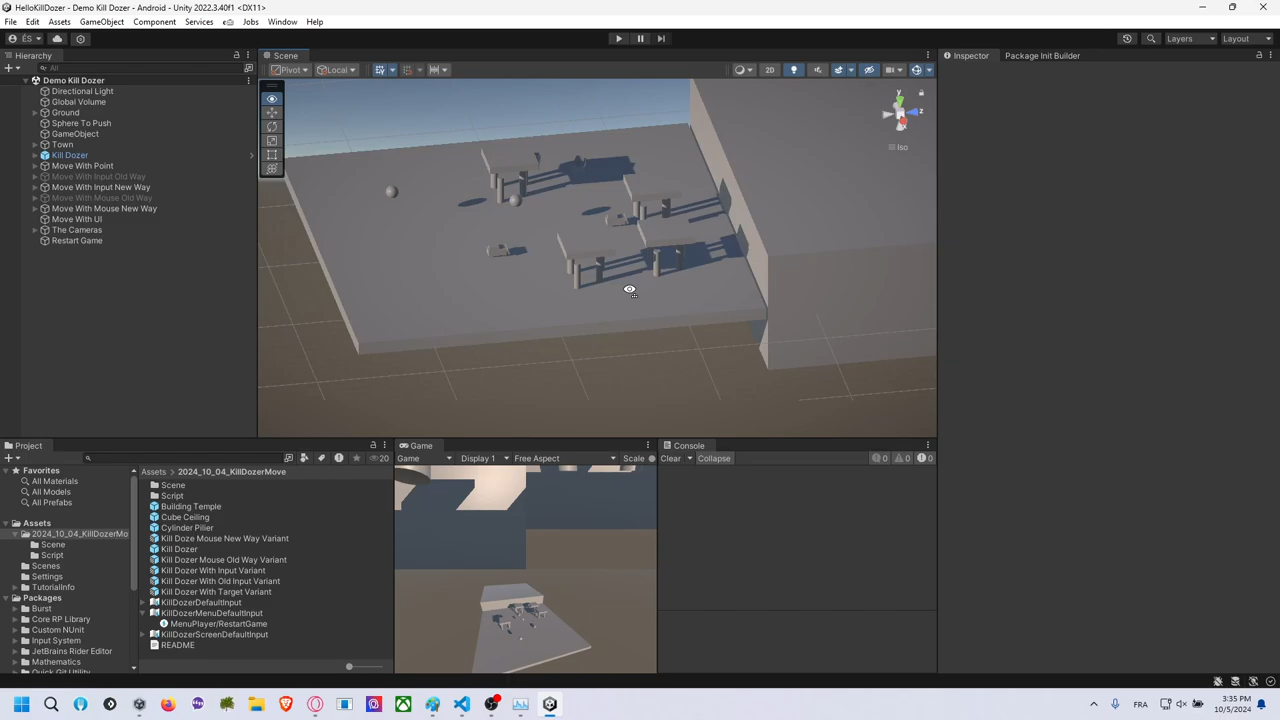 HelloKillDozer - Demo Kill Dozer - Android - Unity 2022.3.40f1 <DX11>
File Edit Assets GameObject Component Services Jobs Window Help
ÉS Layers Layout
Hierarchy
All
Demo Kill Dozer
Directional Light
Global Volume
Ground
Sphere To Push
GameObject
Town
Kill Dozer
Move With Point
Move With Input Old Way
Move With Input New Way
Move With Mouse Old Way
Move With Mouse New Way
Move With UI
The Cameras
Restart Game
Scene
Pivot Local 2D
y
z
Iso
Inspector Package Init Builder
Project
20
Favorites
All Materials
All Models
All Prefabs
Assets
2024_10_04_KillDozerMo
Scene
Script
Scenes
Settings
TutorialInfo
Packages
Burst
Core RP Library
Custom NUnit
Input System
JetBrains Rider Editor
Mathematics
Quick Git Utility
Assets > 2024_10_04_KillDozerMove
Scene
Script
Building Temple
Cube Ceiling
Cylinder Pilier
Kill Doze Mouse New Way Variant
Kill Dozer
Kill Dozer Mouse Old Way Variant
Kill Dozer With Input Variant
Kill Dozer With Old Input Variant
Kill Dozer With Target Variant
KillDozerDefaultInput
KillDozerMenuDefaultInput
MenuPlayer/RestartGame
KillDozerScreenDefaultInput
README
Game
Game Display 1 Free Aspect Scale
Console
Clear Collapse 0 0 0
FRA
3:35 PM
10/5/2024